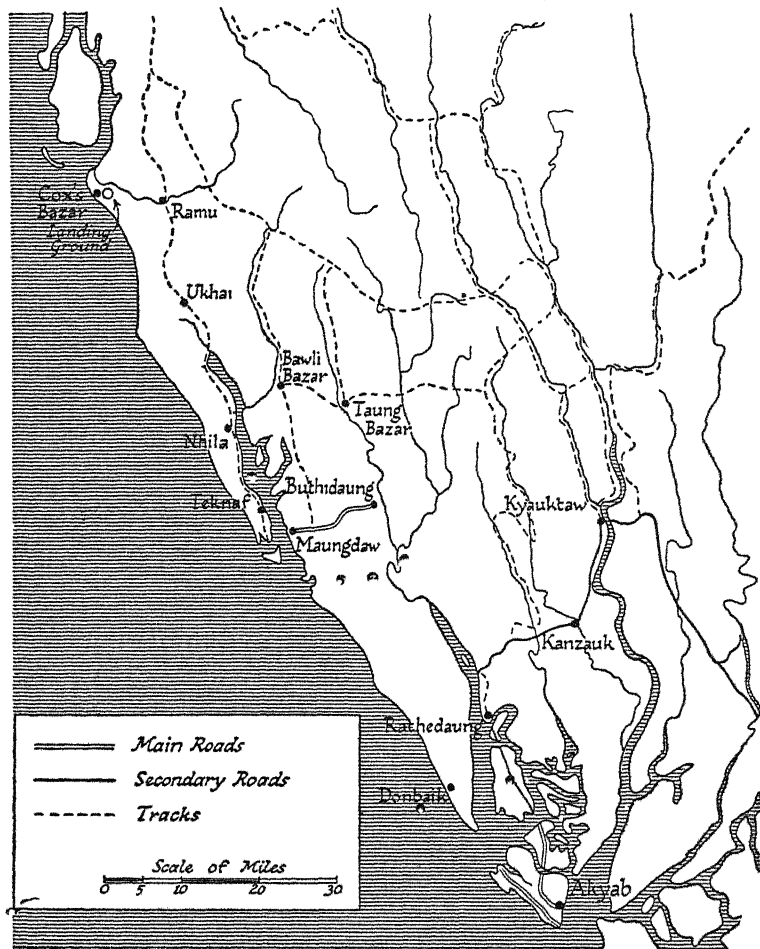 Cox's
Bazar
Landing
Ground
Ramu
Ukhai
Bawli
Bazar
Taung
Bazar
Nhila
Buthidaung
Teknaf
Maungdaw
Kyauktaw
Kanzauk
Rathedaung
Donbaik
Akyab
Main Roads
Secondary Roads
Tracks
Scale of Miles
0 5 10 20 30